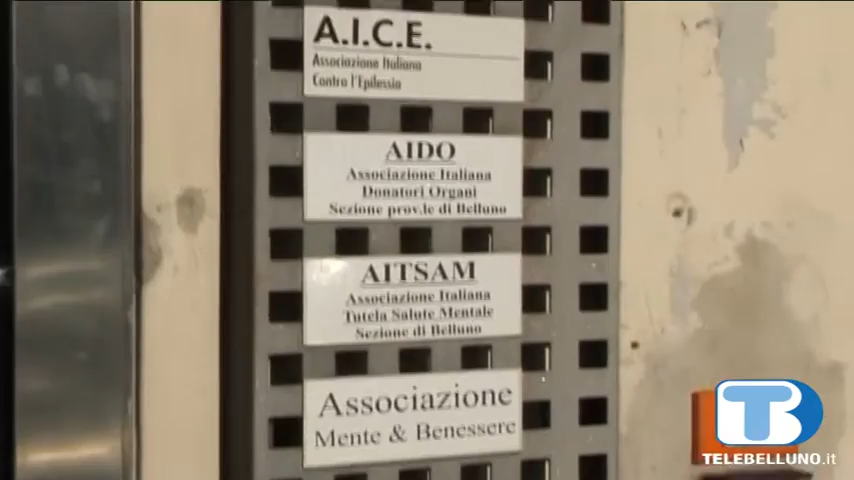 A.I.C.E.
Associazione Italiana
Contro l'Epilessia
AIDO
Associazione Italiana
Donatori Organi
Sezione prov.le di Belluno
AITSAM
Associazione Italiana
Tutela Salute Mentale
Sezione di Belluno
Associazione
Mente & Benessere
TB
TELEBELLUNO.it